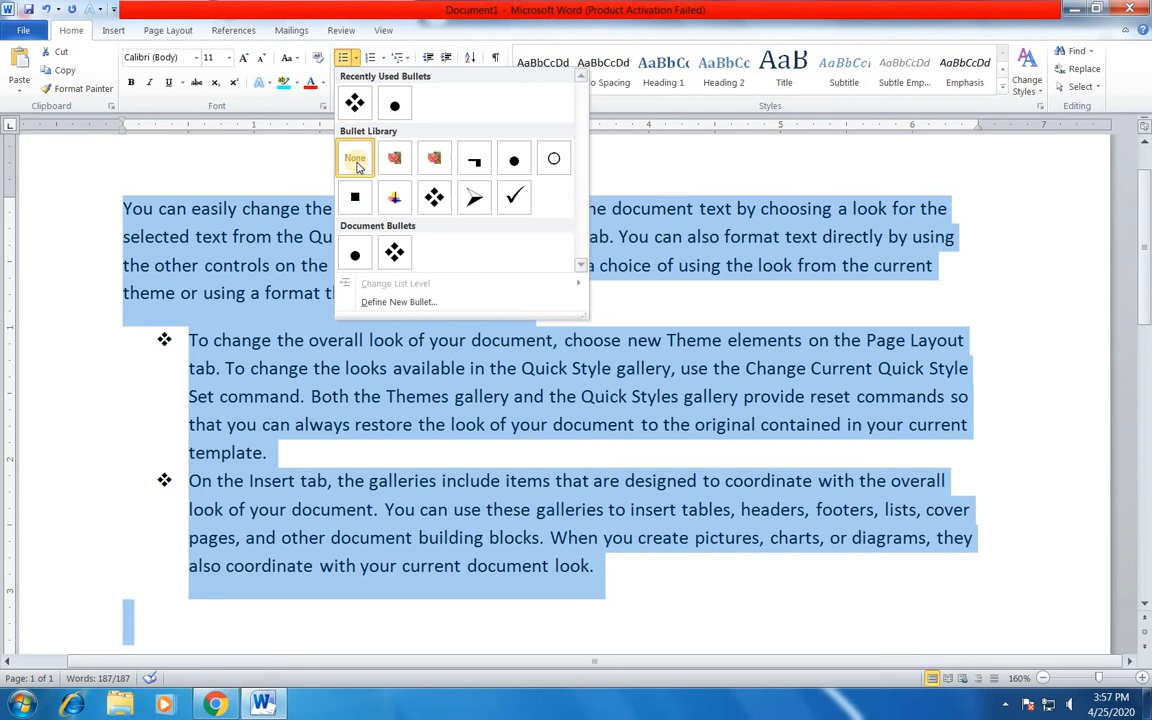 Document1 - Microsoft Word (Product Activation Failed)
File
Home
Insert
Page Layout
References
Mailings
Review
View
Paste
Cut
Copy
Format Painter
Clipboard
Calibri (Body)
11
Font
AaBbCcDd AaBbCcDd AaBbC AaBbCc AaB AaBbCcI AaBbCcDd AaBbCcDd
Spacing
Heading 1
Heading 2
Title
Subtitle
Subtle Emp...
Emphasis
Change
Styles
Styles
Find
Replace
Select
Editing
Recently Used Bullets
Bullet Library
None
Document Bullets
Change List Level
Define New Bullet...
1
4
5
6
7
You can easily change the
e document text by choosing a look for the
selected text from the Qu
ab. You can also format text directly by using
the other controls on the
a choice of using the look from the current
theme or using a format t
❖ To change the overall look of your document, choose new Theme elements on the Page Layout
tab. To change the looks available in the Quick Style gallery, use the Change Current Quick Style
Set command. Both the Themes gallery and the Quick Styles gallery provide reset commands so
that you can always restore the look of your document to the original contained in your current
template.
❖ On the Insert tab, the galleries include items that are designed to coordinate with the overall
look of your document. You can use these galleries to insert tables, headers, footers, lists, cover
pages, and other document building blocks. When you create pictures, charts, or diagrams, they
also coordinate with your current document look.
Page: 1 of 1
Words: 187/187
160%
3:57 PM
4/25/2020